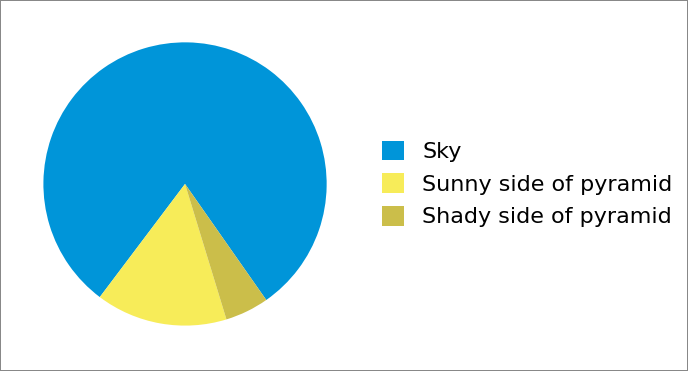 Sky
Sunny side of pyramid
Shady side of pyramid